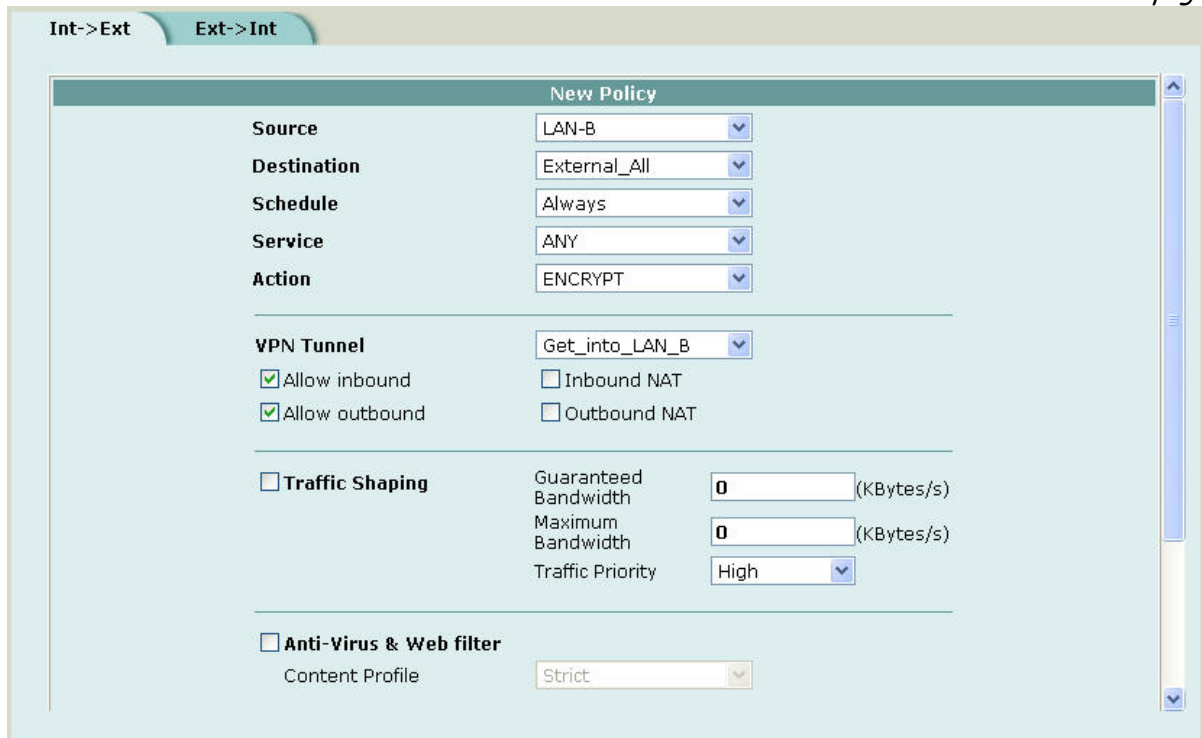 Int->Ext Ext->Int
New Policy
Source LAN-B
Destination External_All
Schedule Always
Service ANY
Action ENCRYPT
VPN Tunnel Get_into_LAN_B
Allow inbound Inbound NAT
Allow outbound Outbound NAT
Traffic Shaping Guaranteed Bandwidth 0 (KBytes/s)
Maximum Bandwidth 0 (KBytes/s)
Traffic Priority High
Anti-Virus & Web filter
Content Profile Strict